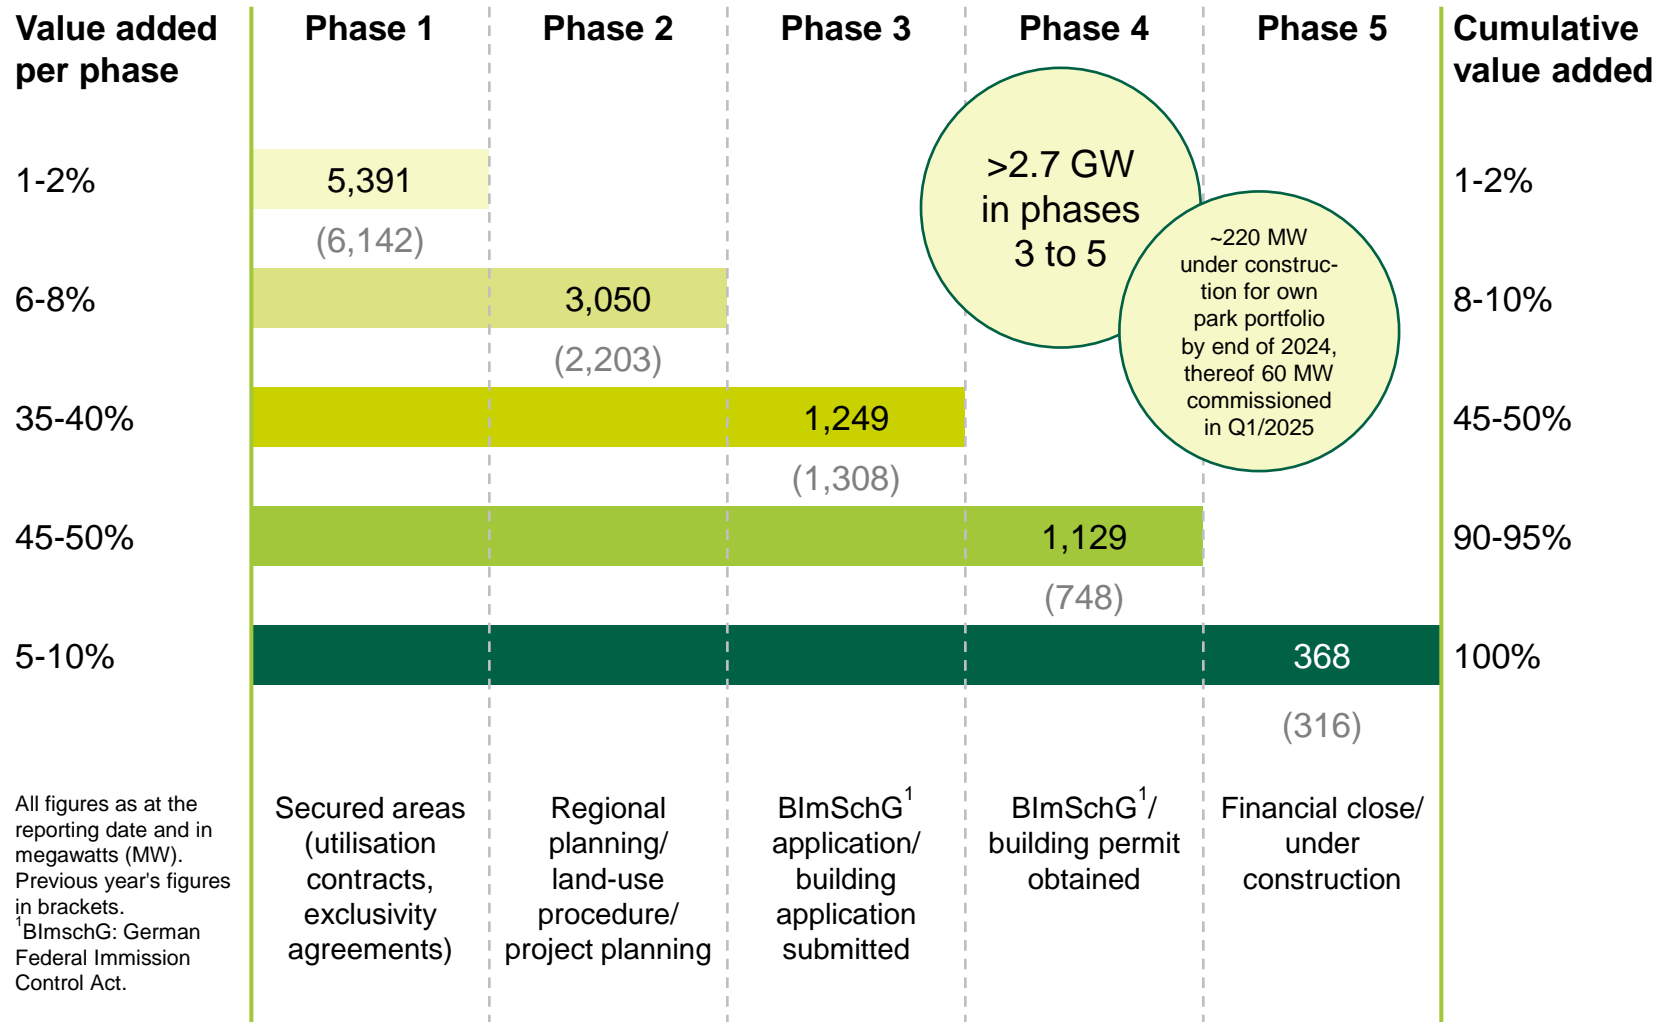 Value added
per phase
Phase 1
Phase 2
Phase 3
Phase 4
Phase 5
Cumulative
value added
1-2%
5,391
(6,142)
1-2%
>2.7 GW
in phases
3 to 5
~220 MW
under construc-
tion for own
park portfolio
by end of 2024,
thereof 60 MW
commissioned
in Q1/2025
6-8%
3,050
(2,203)
8-10%
35-40%
1,249
(1,308)
45-50%
45-50%
1,129
(748)
90-95%
5-10%
368
(316)
100%
All figures as at the
reporting date and in
megawatts (MW).
Previous year's figures
in brackets.
¹BImschG: German
Federal Immission
Control Act.
Secured areas
(utilisation
contracts,
exclusivity
agreements)
Regional
planning/
land-use
procedure/
project planning
BImSchG¹
application/
building
application
submitted
BImSchG¹/
building permit
obtained
Financial close/
under
construction